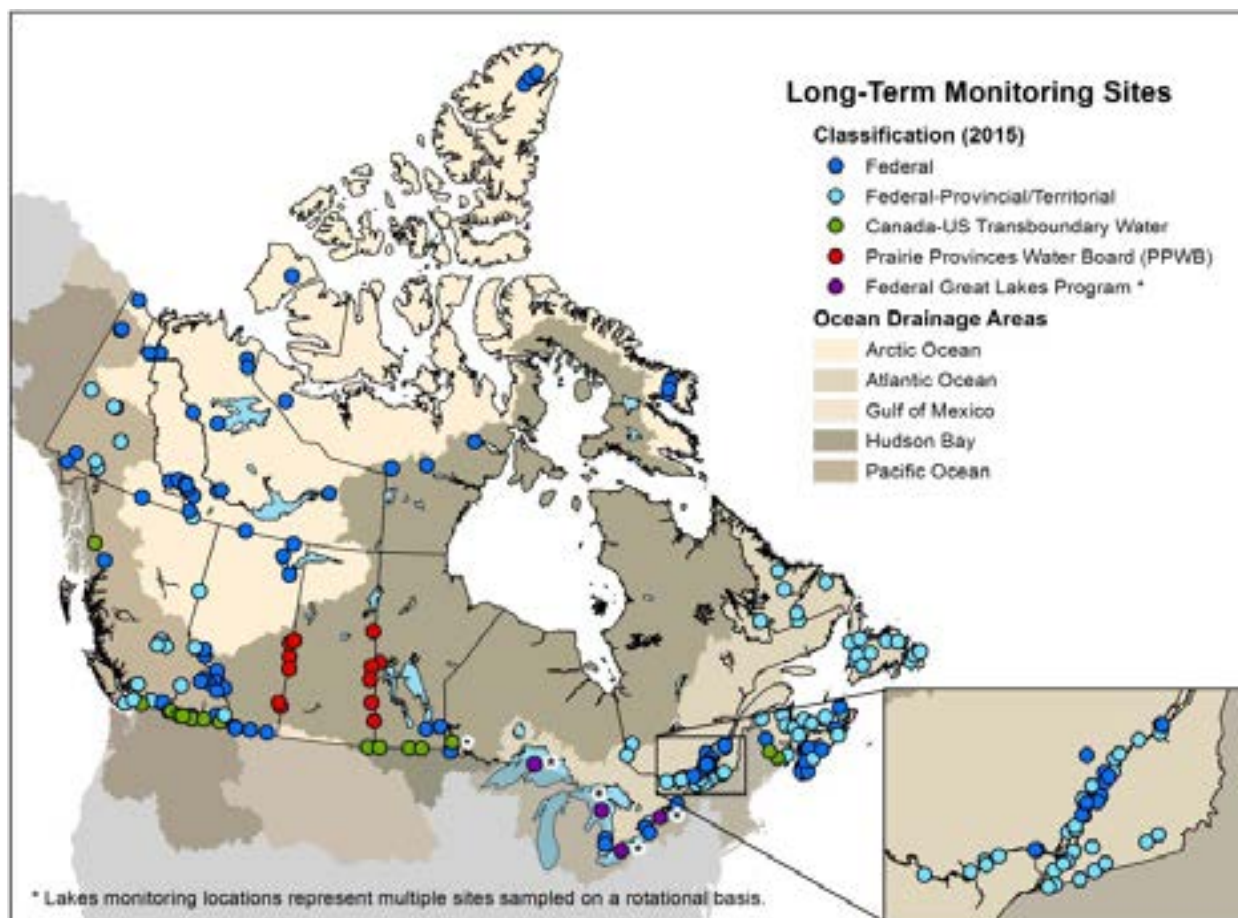 Long-Term Monitoring Sites
Classification (2015)
Federal
Federal-Provincial/Territorial
Canada-US Transboundary Water
Prairie Provinces Water Board (PPWB)
Federal Great Lakes Program *
Ocean Drainage Areas
Arctic Ocean
Atlantic Ocean
Gulf of Mexico
Hudson Bay
Pacific Ocean
* Lakes monitoring locations represent multiple sites sampled on a rotational basis.